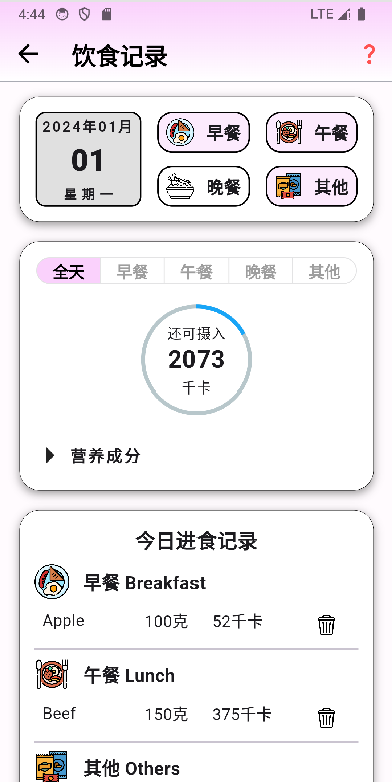 4:44 LTE
饮食记录 ?
2024年01月
01
星期一
早餐 午餐
晚餐 其他
全天 早餐 午餐 晚餐 其他
还可摄入
2073
千卡
营养成分
今日进食记录
早餐 Breakfast
Apple 100克 52千卡
午餐 Lunch
Beef 150克 375千卡
其他 Others